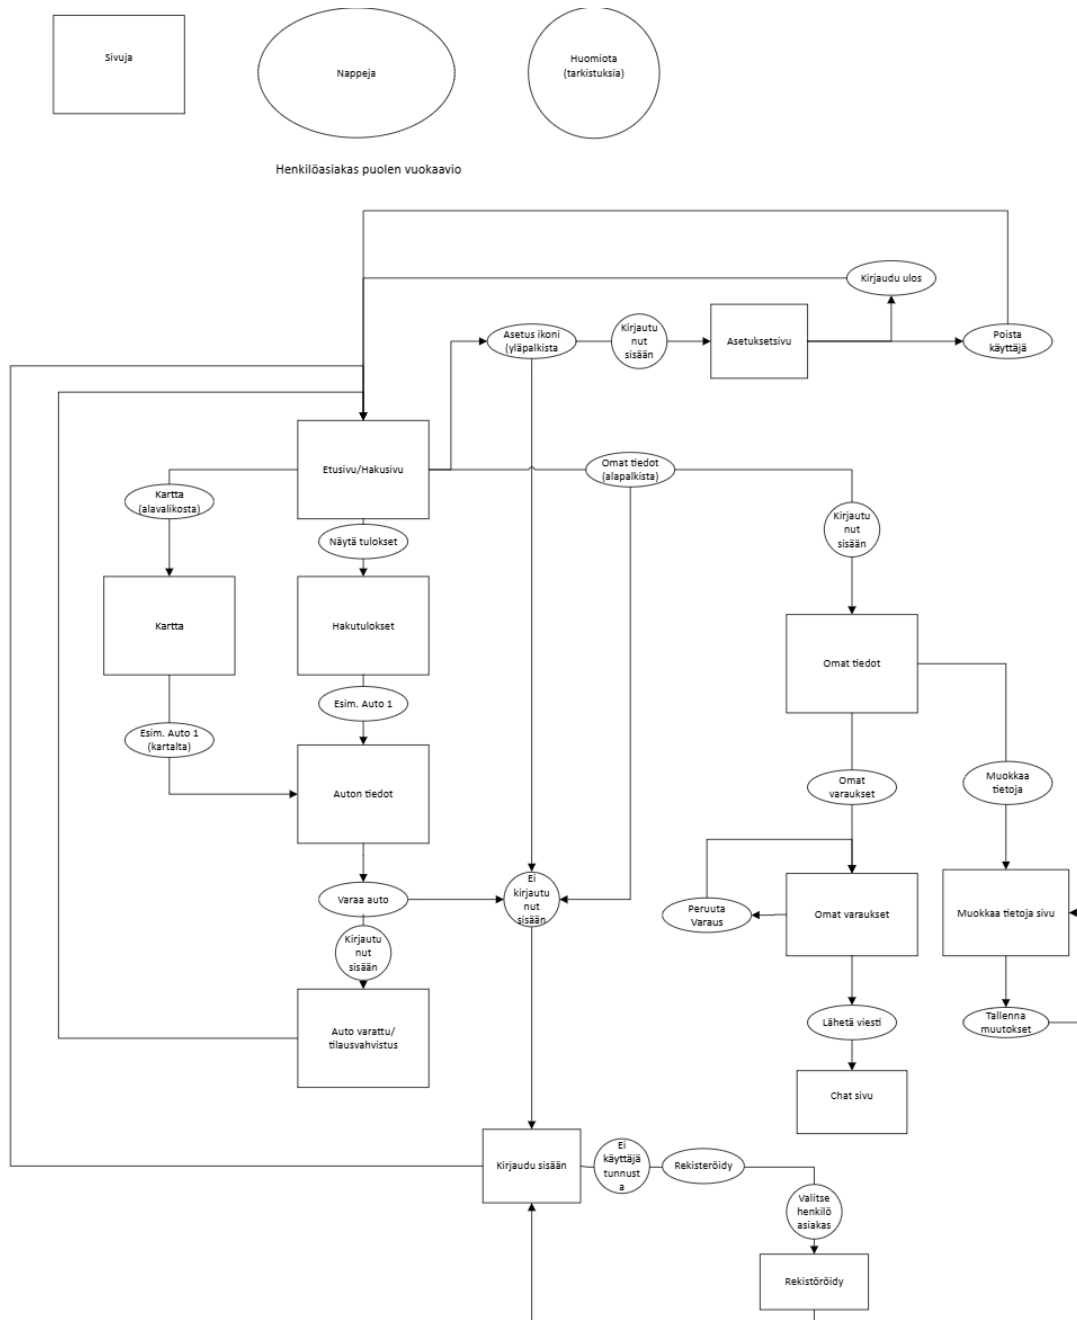 Sivuja
Nappeja
Huomiota
(tarkistuksia)
Henkilöasiakas puolen vuokaavio
Kirjaudu ulos
Asetus ikoni
(yläpalkista
Kirjautu
nut
sisään
Asetuksetsivu
Poista
käyttäjä
Etusivu/Hakusivu
Omat tiedot
(alapalkista)
Kartta
(alavalikosta)
Näytä tulokset
Kirjautu
nut
sisään
Kartta
Hakutulokset
Omat tiedot
Esim. Auto 1
Esim. Auto 1
(kartalta)
Auton tiedot
Omat
varaukset
Muokkaa
tietoja
Varaa auto
Ei
kirjautu
nut
sisään
Peruuta
Varaus
Omat varaukset
Muokkaa tietoja sivu
Kirjautu
nut
sisään
Auto varattu/
tilausvahvistus
Lähetä viesti
Tallenna
muutokset
Chat sivu
Kirjaudu sisään
Ei
käyttäjä
tunnust
a
Rekisteröidy
Valitse
henkilö
asiakas
Rekistöröidy